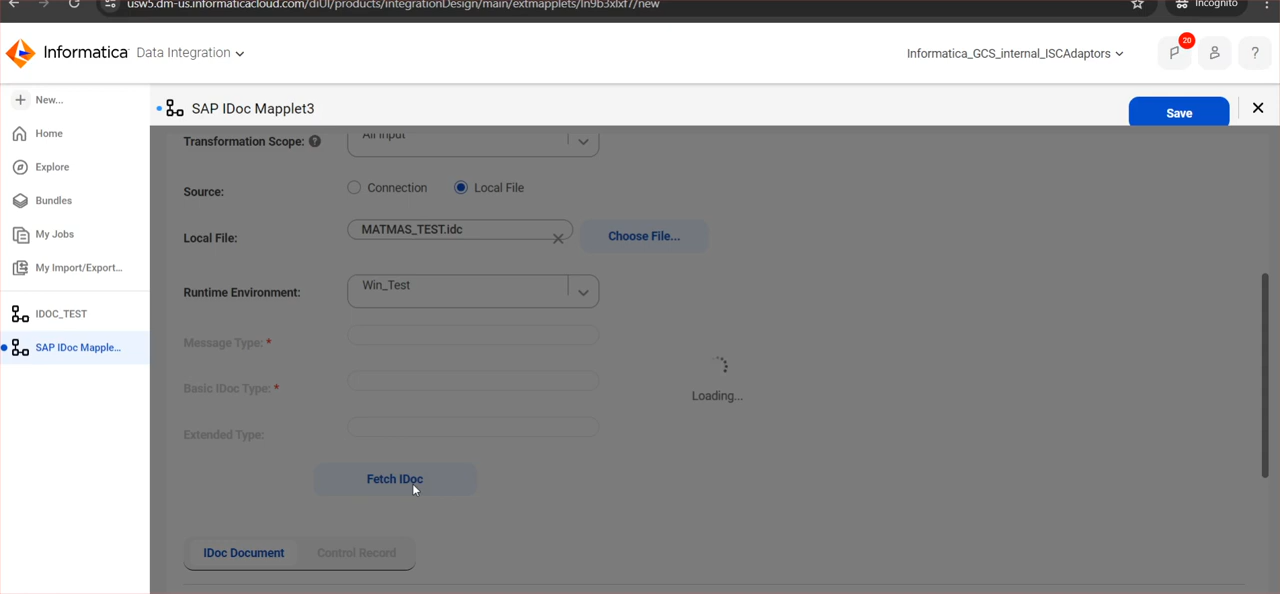 usw5.dm-us.informaticacloud.com/diUI/products/integrationDesign/main/extmapplets/
Incognito
Informatica Data Integration
Informatica_GCS_internal_ISCAdaptors
20
?
New...
SAP IDoc Mapplet3
Save
Home
Transformation Scope: ?
All Input
Explore
Source:
Connection
Local File
Bundles
Local File:
MATMAS_TEST.idc
Choose File...
My Jobs
My Import/Export...
Runtime Environment:
Win_Test
IDOC_TEST
Message Type: *
SAP IDoc Mapple...
Basic IDoc Type: *
Loading...
Extended Type:
Fetch IDoc
IDoc Document
Control Record